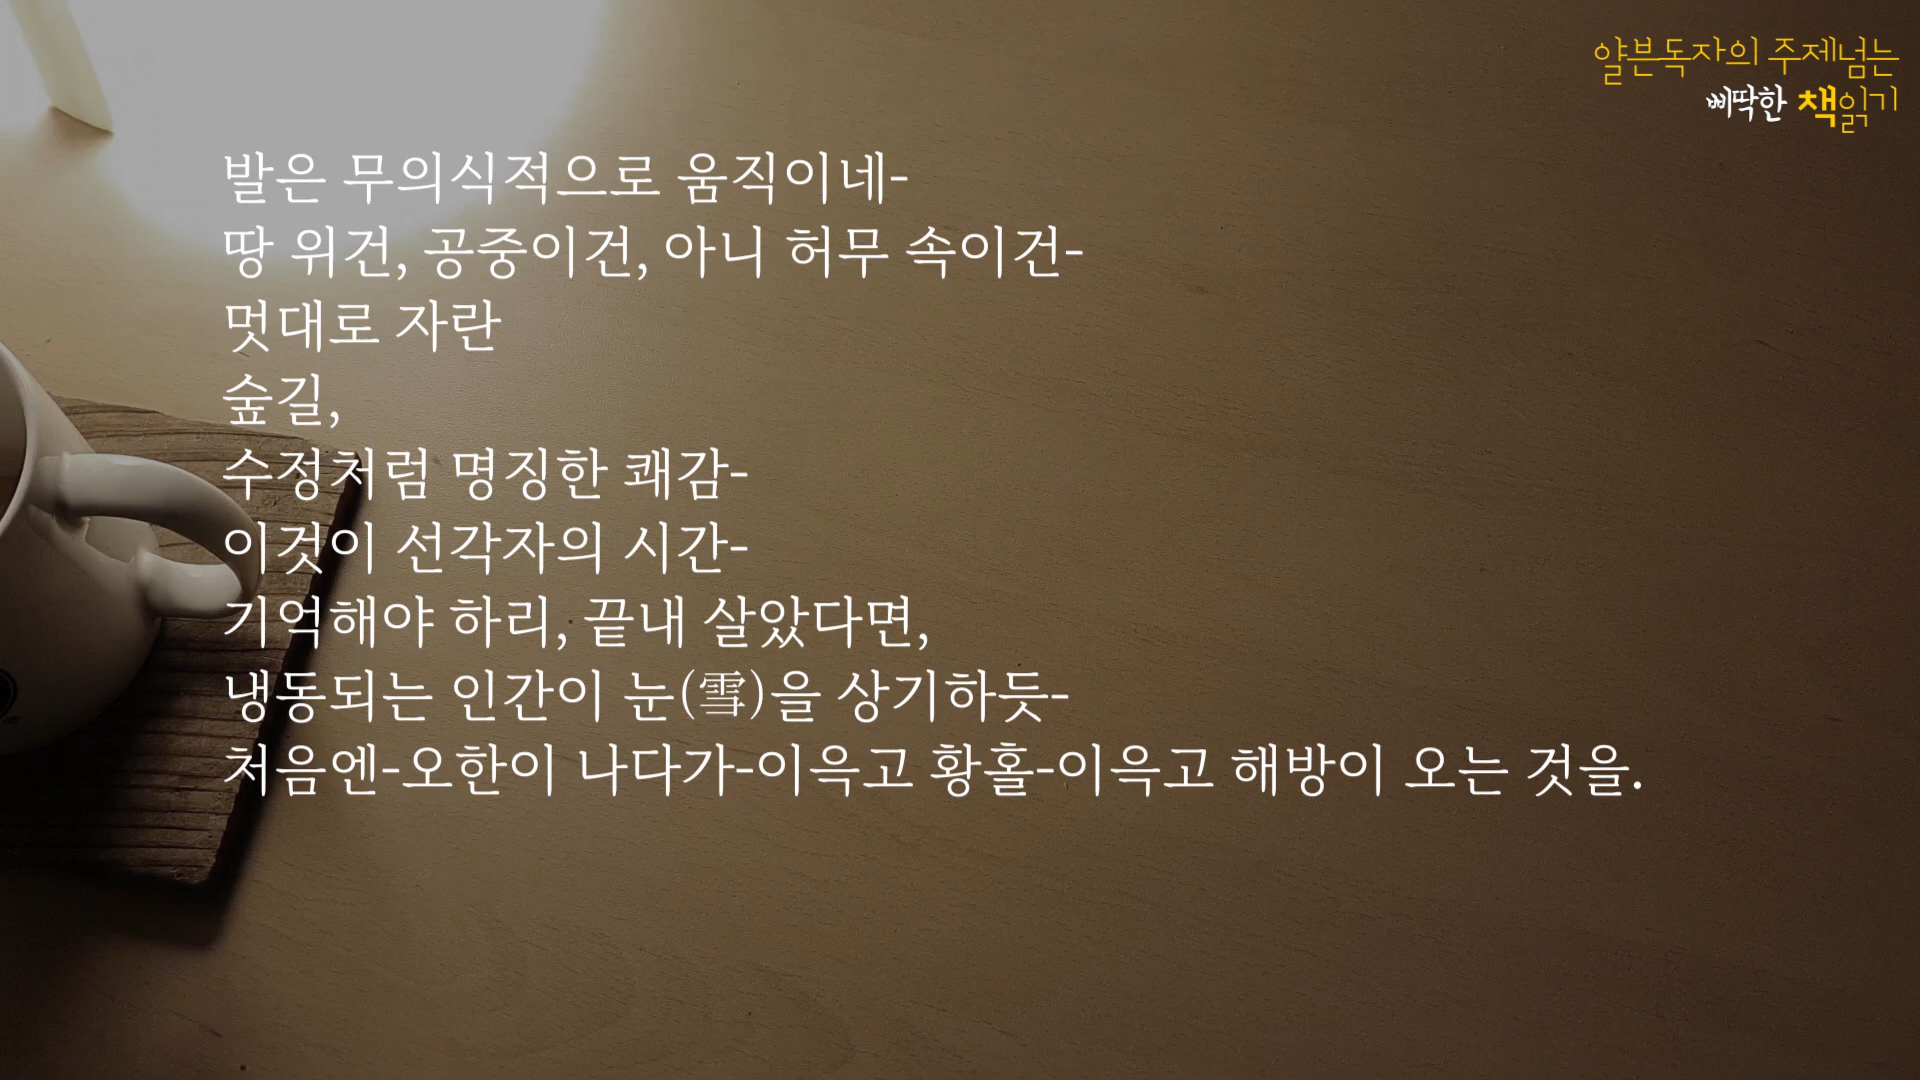 얄븐독자의 주제넘는
삐딱한 책읽기
발은 무의식적으로 움직이네-
땅 위건, 공중이건, 아니 허무 속이건-
멋대로 자란
숲길,
수정처럼 명징한 쾌감-
이것이 선각자의 시간-
기억해야 하리, 끝내 살았다면,
냉동되는 인간이 눈(雪)을 상기하듯-
처음엔-오한이 나다가-이윽고 황홀-이윽고 해방이 오는 것을.